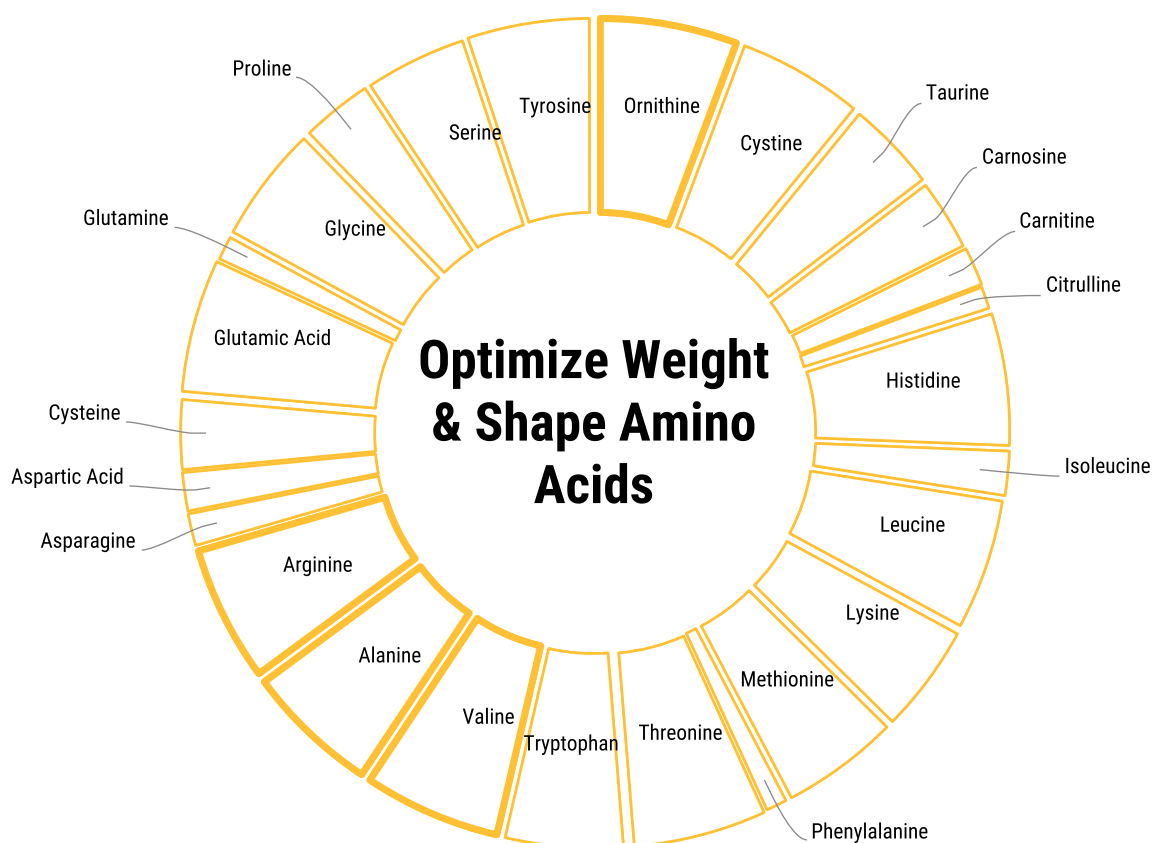 Optimize Weight
& Shape Amino
Acids
Ornithine
Cystine
Taurine
Carnosine
Carnitine
Citrulline
Histidine
Isoleucine
Leucine
Lysine
Methionine
Phenylalanine
Threonine
Tryptophan
Valine
Alanine
Arginine
Asparagine
Aspartic Acid
Cysteine
Glutamic Acid
Glutamine
Glycine
Proline
Serine
Tyrosine